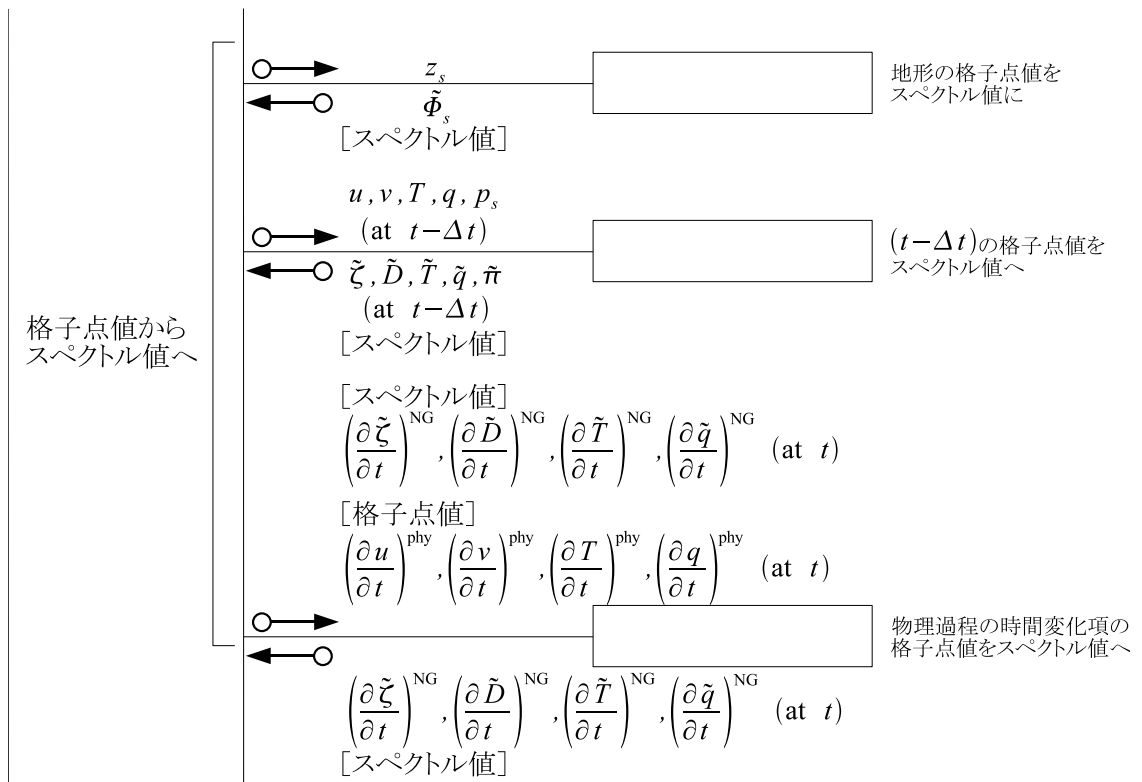 z_s
Φ̃_s
[スペクトル値]
地形の格子点値を
スペクトル値に
u , v , T , q , p_s
(at t−Δt)
ζ̃ , D̃ , T̃ , q̃ , π̃
(at t−Δt)
[スペクトル値]
(t−Δt)の格子点値を
スペクトル値へ
格子点値から
スペクトル値へ
[スペクトル値]
(∂ζ̃/∂t)^NG , (∂D̃/∂t)^NG , (∂T̃/∂t)^NG , (∂q̃/∂t)^NG (at t)
[格子点値]
(∂u/∂t)^phy , (∂v/∂t)^phy , (∂T/∂t)^phy , (∂q/∂t)^phy (at t)
物理過程の時間変化項の
格子点値をスペクトル値へ
(∂ζ̃/∂t)^NG , (∂D̃/∂t)^NG , (∂T̃/∂t)^NG , (∂q̃/∂t)^NG (at t)
[スペクトル値]